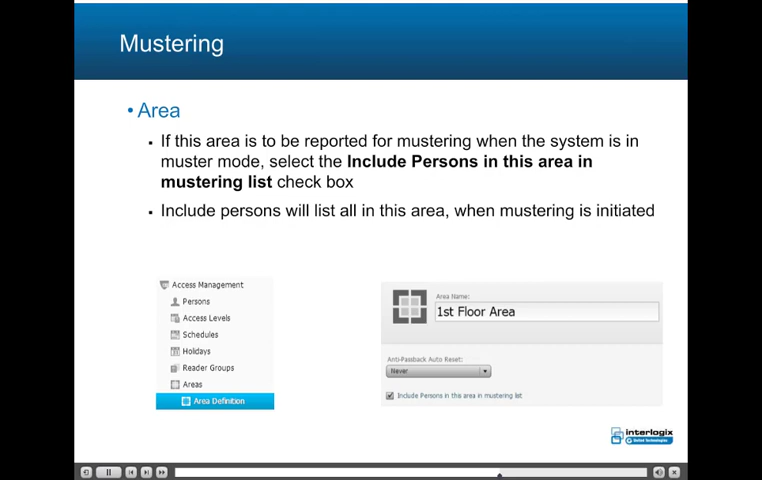 Mustering
• Area
▪ If this area is to be reported for mustering when the system is in
muster mode, select the Include Persons in this area in
mustering list check box
▪ Include persons will list all in this area, when mustering is initiated
Access Management
Persons
Access Levels
Schedules
Holidays
Reader Groups
Areas
Area Definition
Area Name:
1st Floor Area
Anti-Passback Auto Reset:
Never
Include Persons in this area in mustering list
interlogix
United Technologies